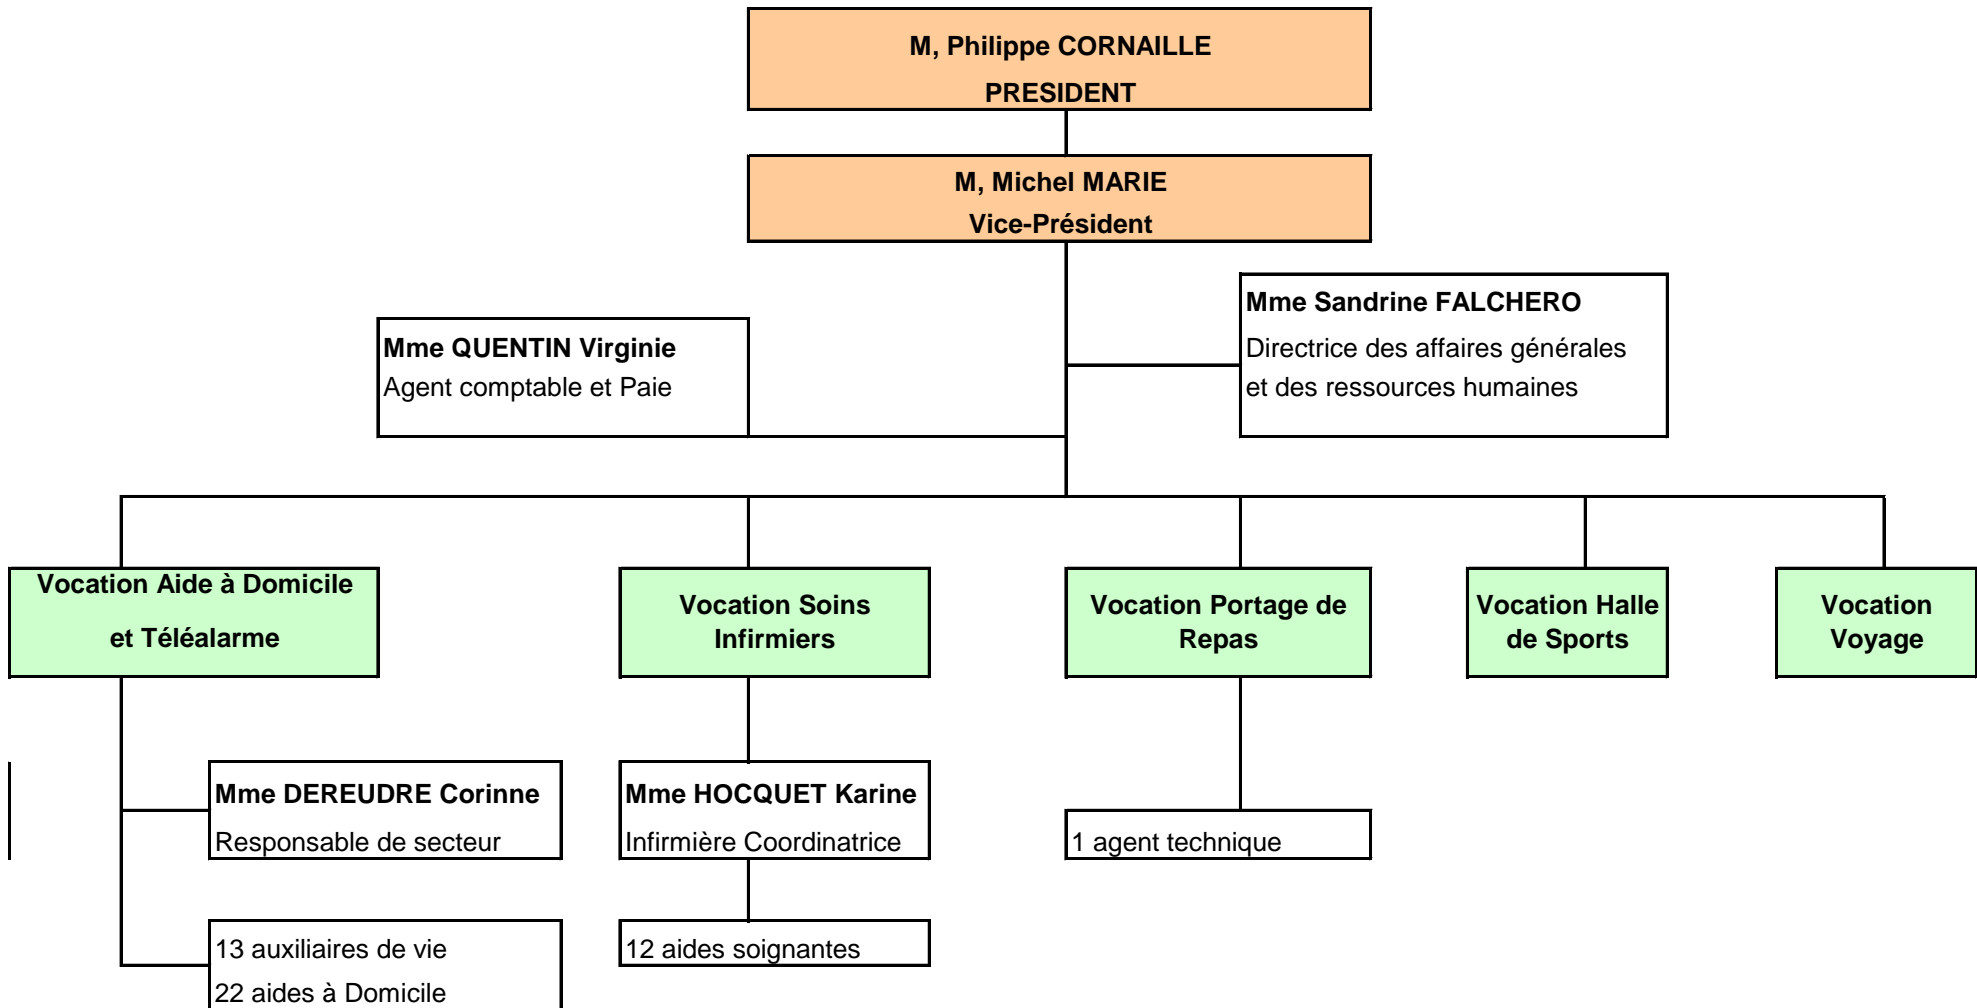 M, Philippe CORNAILLE
PRESIDENT
M, Michel MARIE
Vice-Président
Mme Sandrine FALCHERO
Directrice des affaires générales
et des ressources humaines
Mme QUENTIN Virginie
Agent comptable et Paie
Vocation Aide à Domicile
et Téléalarme
Vocation Soins
Infirmiers
Vocation Portage de
Repas
Vocation Halle
de Sports
Vocation
Voyage
Mme DEREUDRE Corinne
Responsable de secteur
Mme HOCQUET Karine
Infirmière Coordinatrice
1 agent technique
13 auxiliaires de vie
22 aides à Domicile
12 aides soignantes